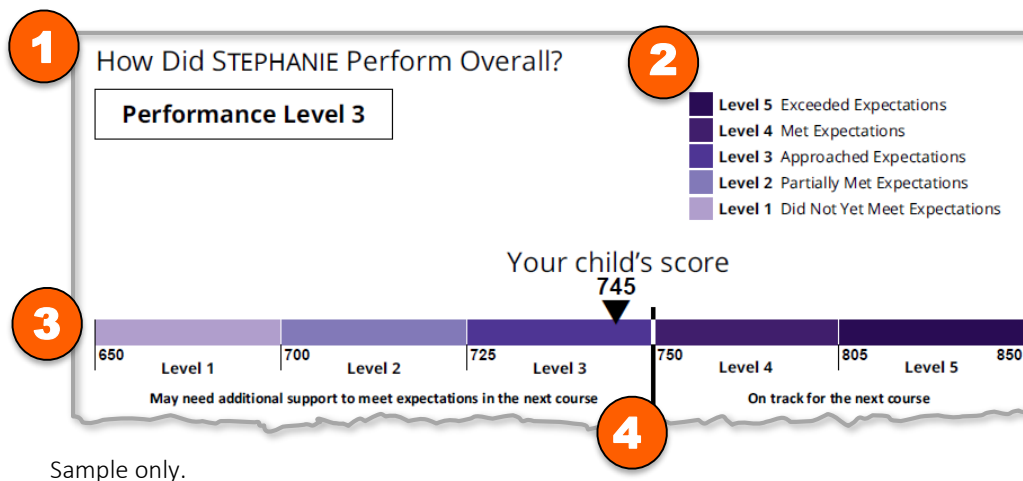 1
How Did STEPHANIE Perform Overall?
2
Performance Level 3
Level 5 Exceeded Expectations
Level 4 Met Expectations
Level 3 Approached Expectations
Level 2 Partially Met Expectations
Level 1 Did Not Yet Meet Expectations
Your child's score
745
3
650 700 725 750 805 850
Level 1 Level 2 Level 3 Level 4 Level 5
May need additional support to meet expectations in the next course On track for the next course
4
Sample only.